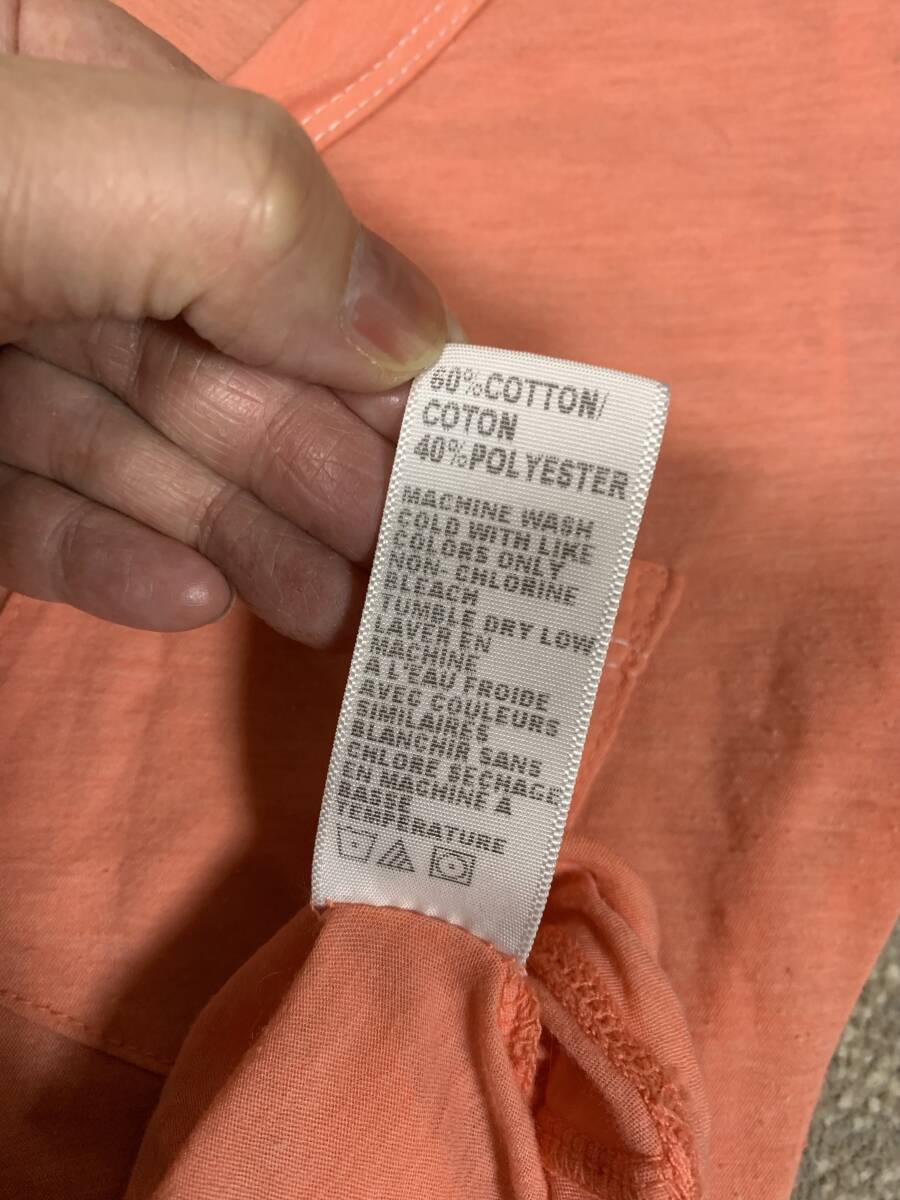 60%COTTON/
COTON
40%POLYESTER
MACHINE WASH
COLD WITH LIKE
COLORS ONLY
NON- CHLORINE
BLEACH
TUMBLE DRY LOW
LAVER EN
MACHINE
A L'EAU FROIDE
AVEC COULEURS
SIMILAIRES
BLANCHIR SANS
CHLORE SECHAGE
EN MACHINE A
BASSE
TEMPERATURE